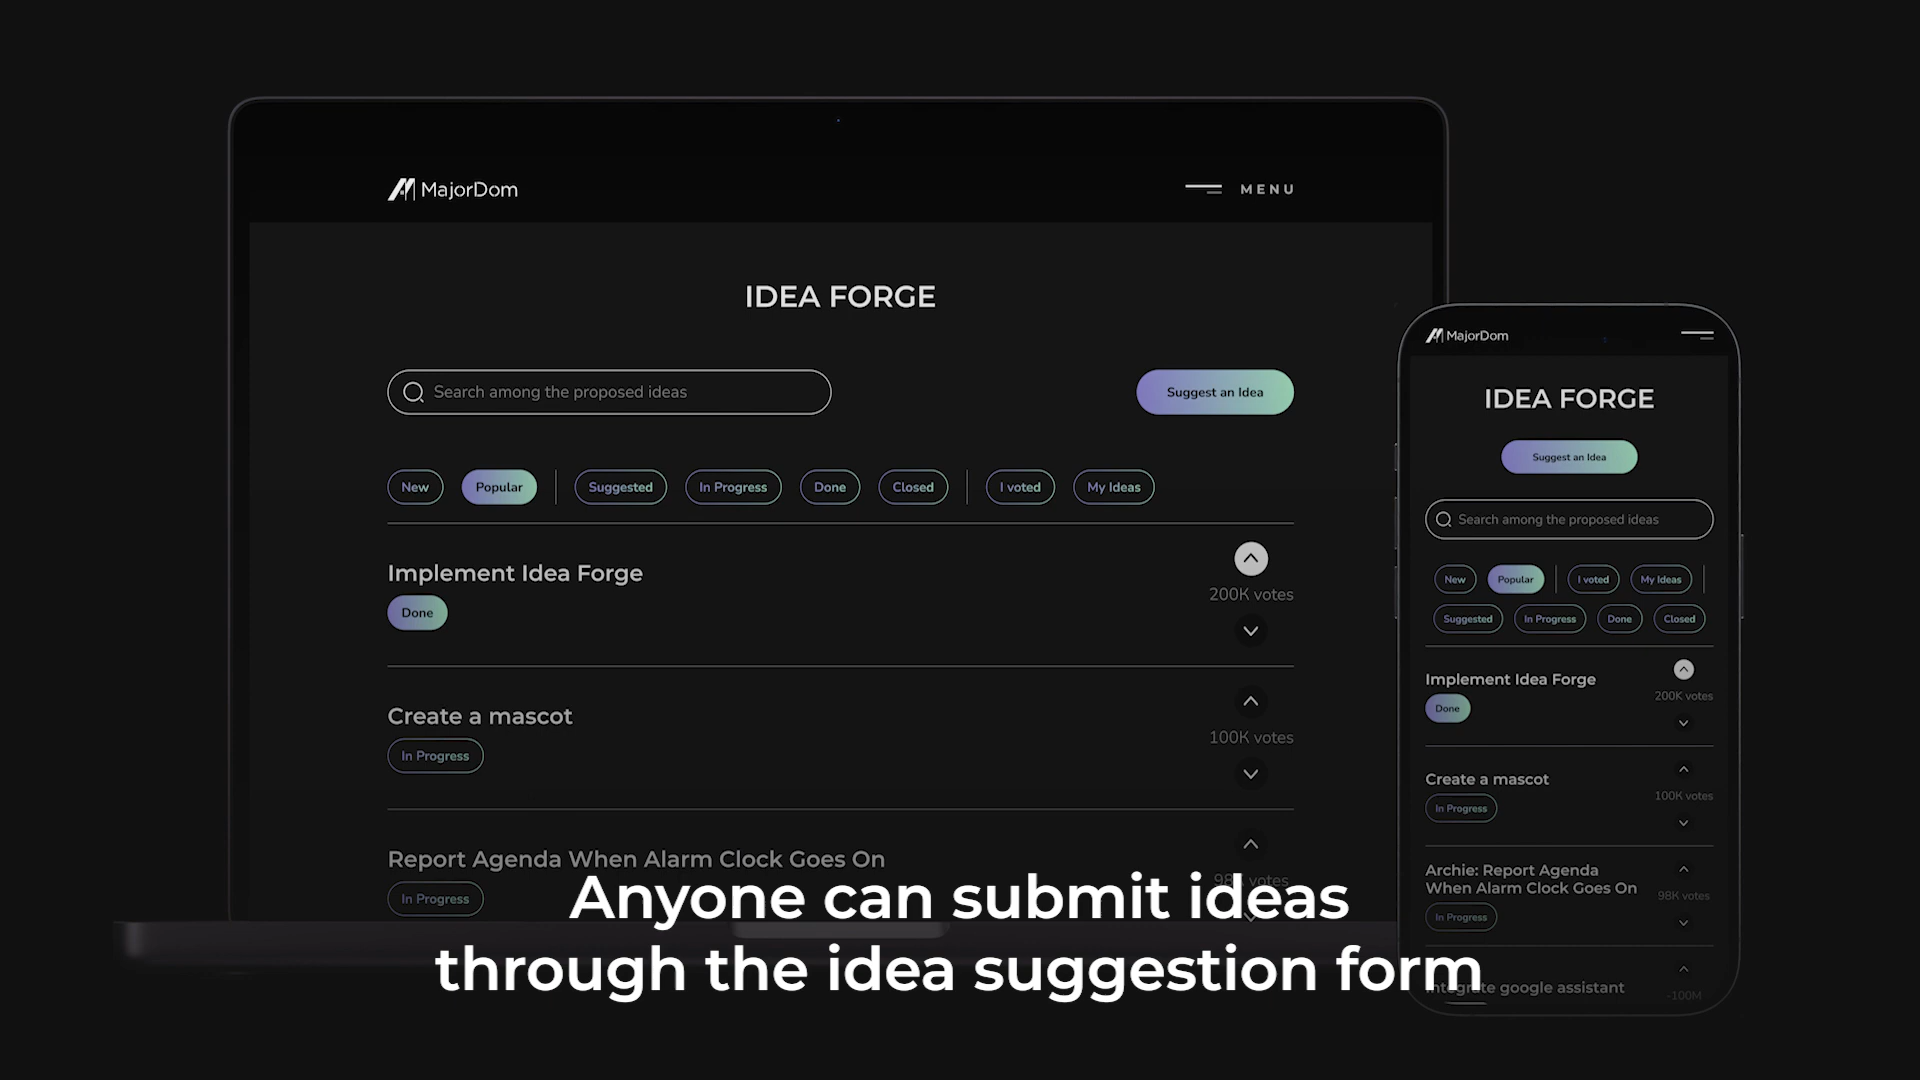 MajorDom
MENU
IDEA FORGE
Search among the proposed ideas
Suggest an Idea
New
Popular
Suggested
In Progress
Done
Closed
I voted
My Ideas
Implement Idea Forge
Done
200K votes
Create a mascot
In Progress
100K votes
Report Agenda When Alarm Clock Goes On
In Progress
98K votes
MajorDom
IDEA FORGE
Suggest an Idea
Search among the proposed ideas
New
Popular
I voted
My Ideas
Suggested
In Progress
Done
Closed
Implement Idea Forge
Done
200K votes
Create a mascot
In Progress
100K votes
Archie: Report Agenda
When Alarm Clock Goes On
In Progress
98K votes
Integrate google assistant
-100M
Anyone can submit ideas
through the idea suggestion form